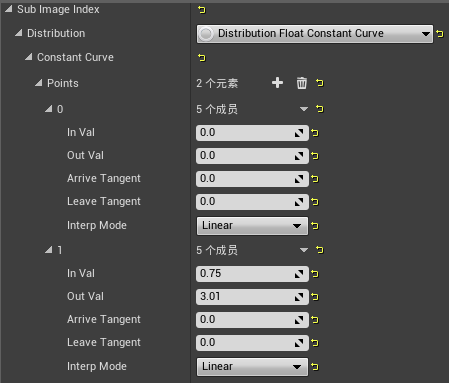 Sub Image Index
Distribution Distribution Float Constant Curve
Constant Curve
Points 2 个元素
0 5 个成员
In Val 0.0
Out Val 0.0
Arrive Tangent 0.0
Leave Tangent 0.0
Interp Mode Linear
1 5 个成员
In Val 0.75
Out Val 3.01
Arrive Tangent 0.0
Leave Tangent 0.0
Interp Mode Linear